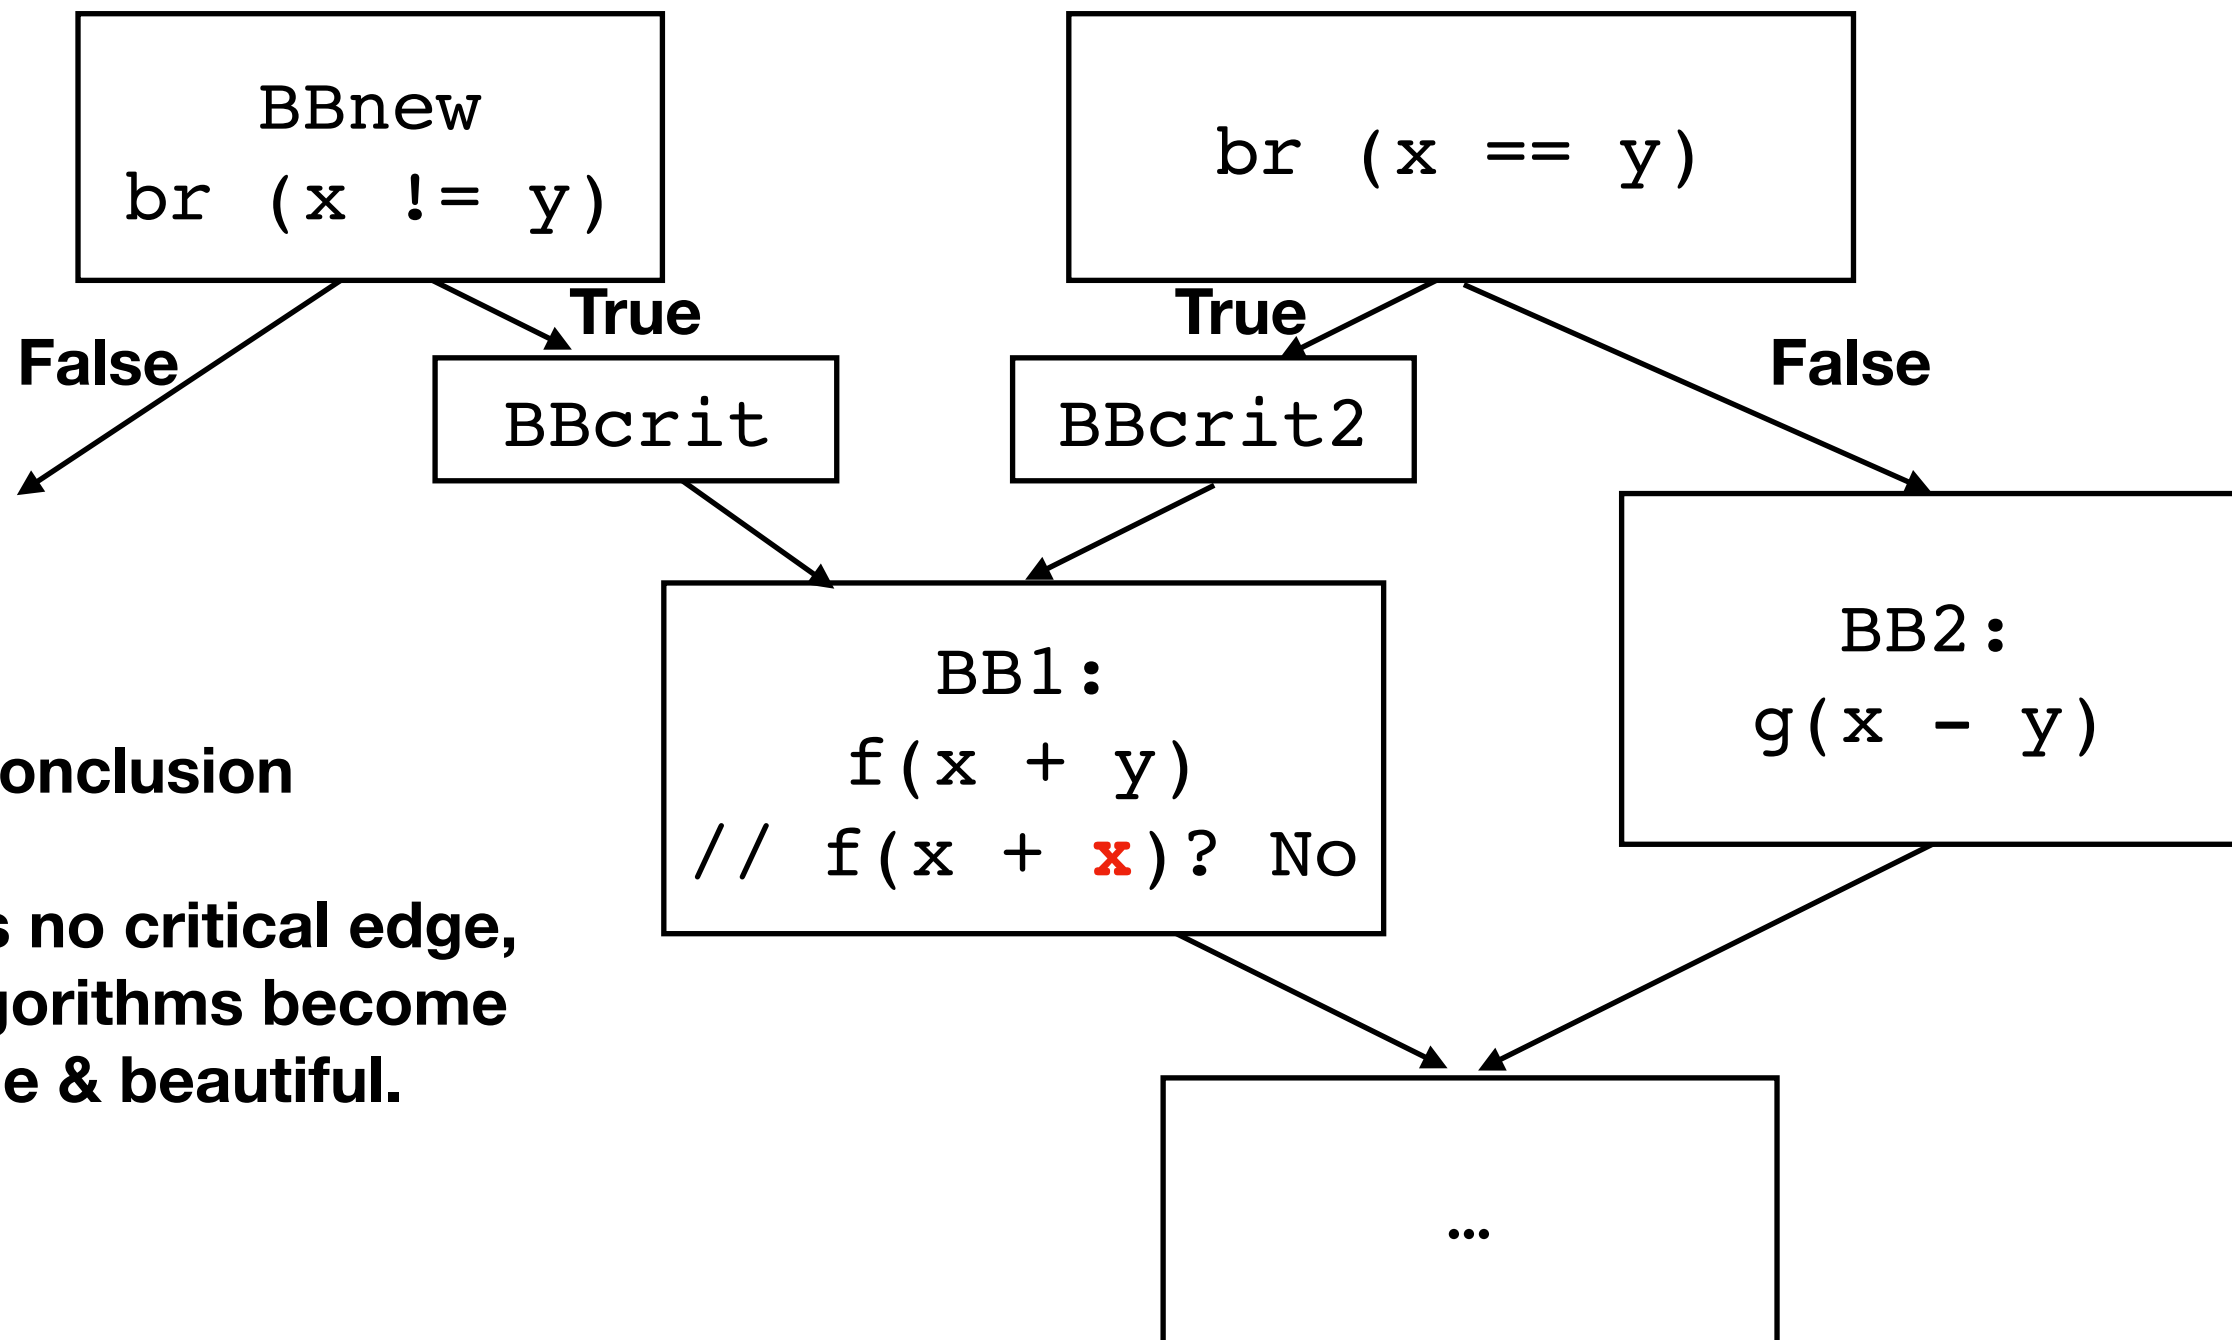 BBnew
br (x != y)
br (x == y)
True
True
False
False
BBcrit
BBcrit2
BB1:
f(x + y)
// f(x + x)? No
BB2:
g(x - y)
onclusion
s no critical edge,
gorithms become
e & beautiful.
…